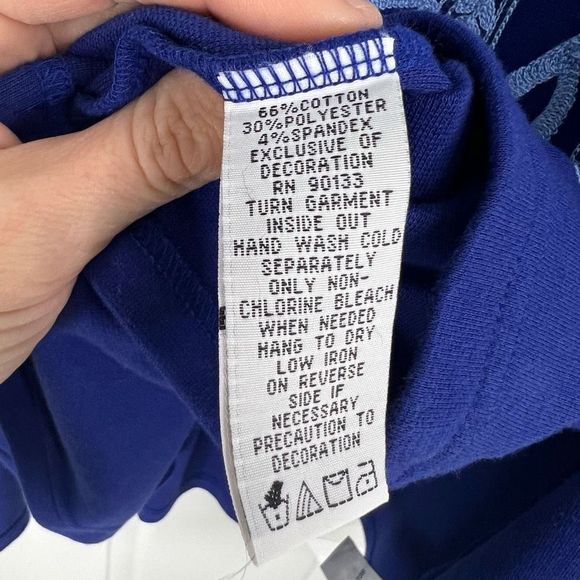 66%COTTON
30%POLYESTER
4%SPANDEX
EXCLUSIVE OF
DECORATION
RN 90133
TURN GARMENT
INSIDE OUT
HAND WASH COLD
SEPARATELY
ONLY NON-
CHLORINE BLEACH
WHEN NEEDED
HANG TO DRY
LOW IRON
ON REVERSE
SIDE IF
NECESSARY
PRECAUTION TO
DECORATION